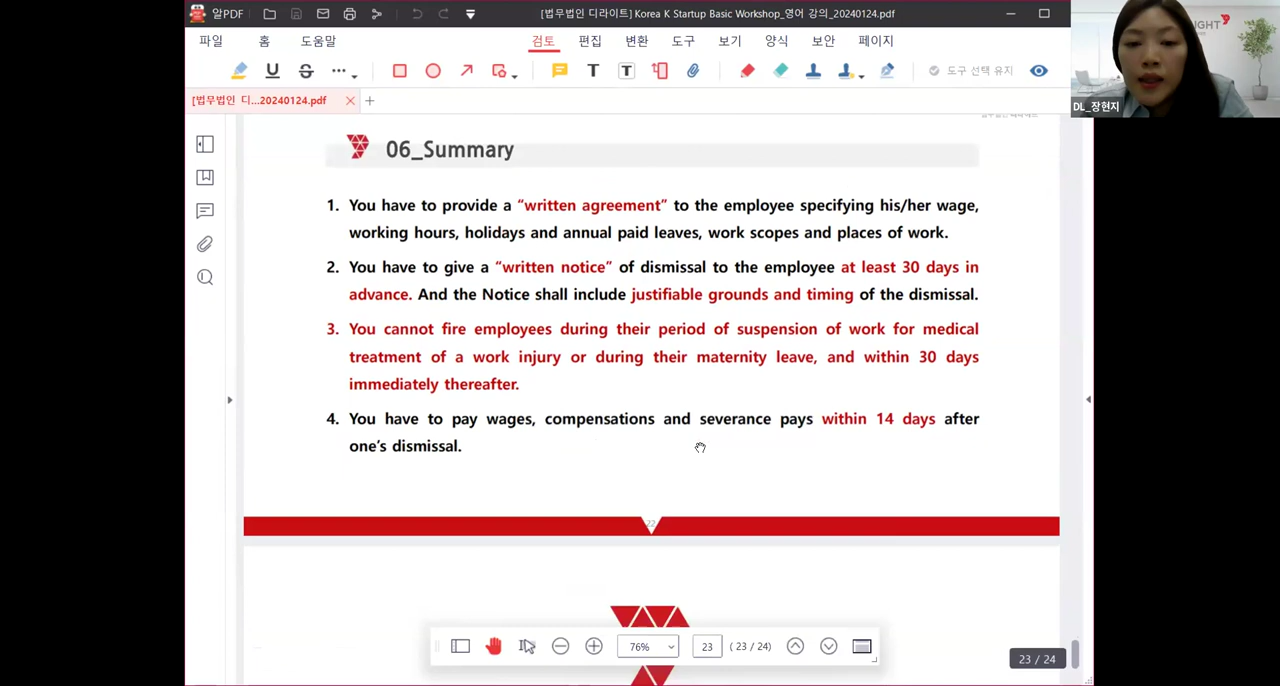 알PDF
[법무법인 디라이트] Korea K Startup Basic Workshop_영어 강의_20240124.pdf
파일 홈 도움말 검토 편집 변환 도구 보기 양식 보안 페이지
도구 선택 유지
[법무법인 디...20240124.pdf
06_Summary
1. You have to provide a “written agreement” to the employee specifying his/her wage,
working hours, holidays and annual paid leaves, work scopes and places of work.
2. You have to give a “written notice” of dismissal to the employee at least 30 days in
advance. And the Notice shall include justifiable grounds and timing of the dismissal.
3. You cannot fire employees during their period of suspension of work for medical
treatment of a work injury or during their maternity leave, and within 30 days
immediately thereafter.
4. You have to pay wages, compensations and severance pays within 14 days after
one’s dismissal.
22
76% 23 ( 23 / 24)
23 / 24
DL_장현지